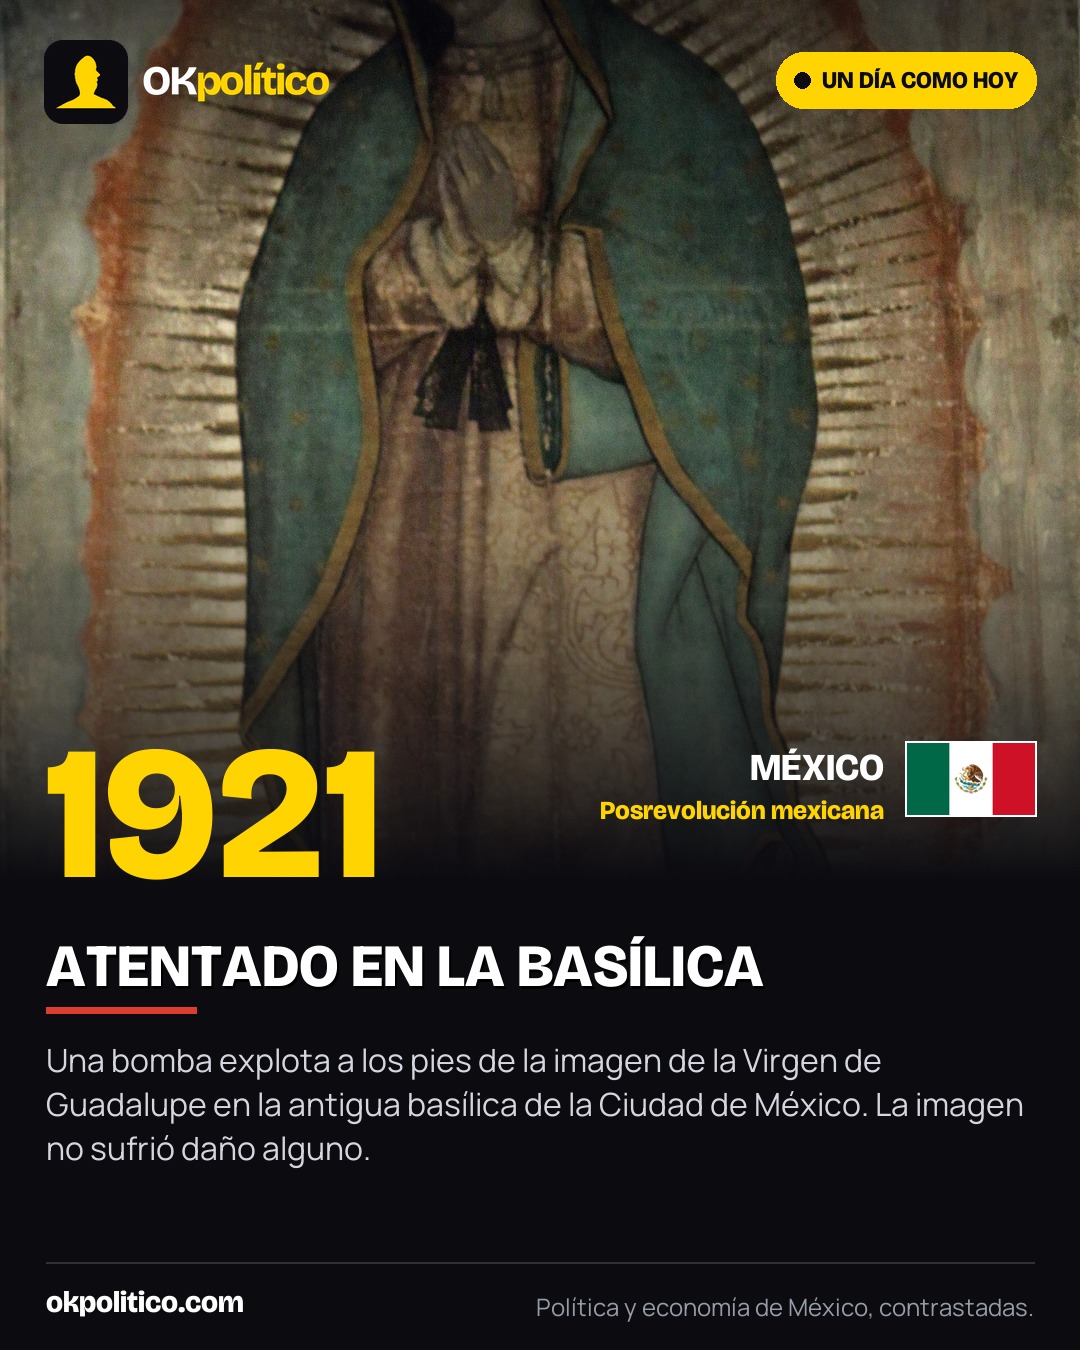 OKpolítico
UN DÍA COMO HOY
1921
MÉXICO
Posrevolución mexicana
ATENTADO EN LA BASÍLICA
Una bomba explota a los pies de la imagen de la Virgen de
Guadalupe en la antigua basílica de la Ciudad de México. La imagen
no sufrió daño alguno.
okpolitico.com
Política y economía de México, contrastadas.